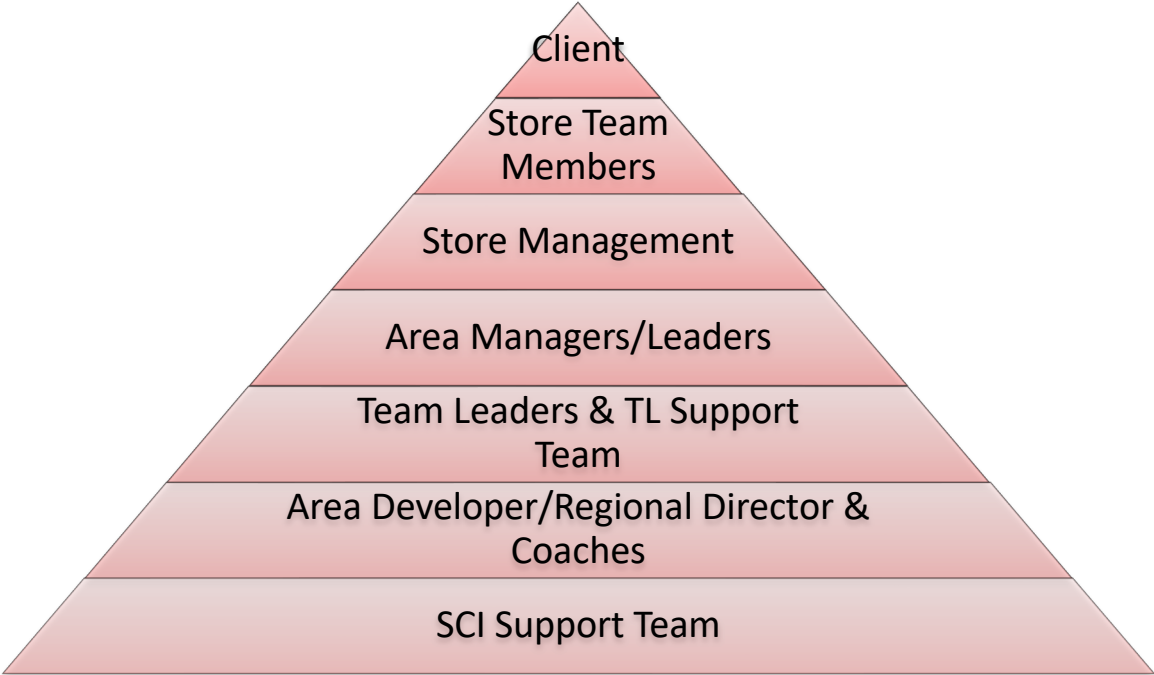 Client
Store Team
Members
Store Management
Area Managers/Leaders
Team Leaders & TL Support
Team
Area Developer/Regional Director &
Coaches
SCI Support Team